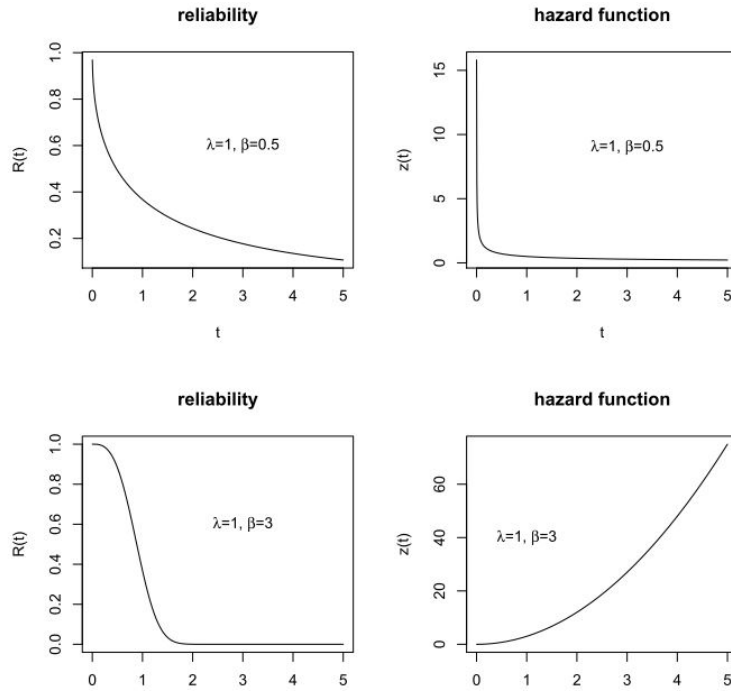 reliability
1.0
0.8
0.6
0.4
0.2
R(t)
λ=1, β=0.5
0 1 2 3 4 5
t
hazard function
15
10
5
0
z(t)
λ=1, β=0.5
0 1 2 3 4 5
t
reliability
1.0
0.8
0.6
0.4
0.2
0.0
R(t)
λ=1, β=3
0 1 2 3 4 5
hazard function
60
40
20
0
z(t)
λ=1, β=3
0 1 2 3 4 5